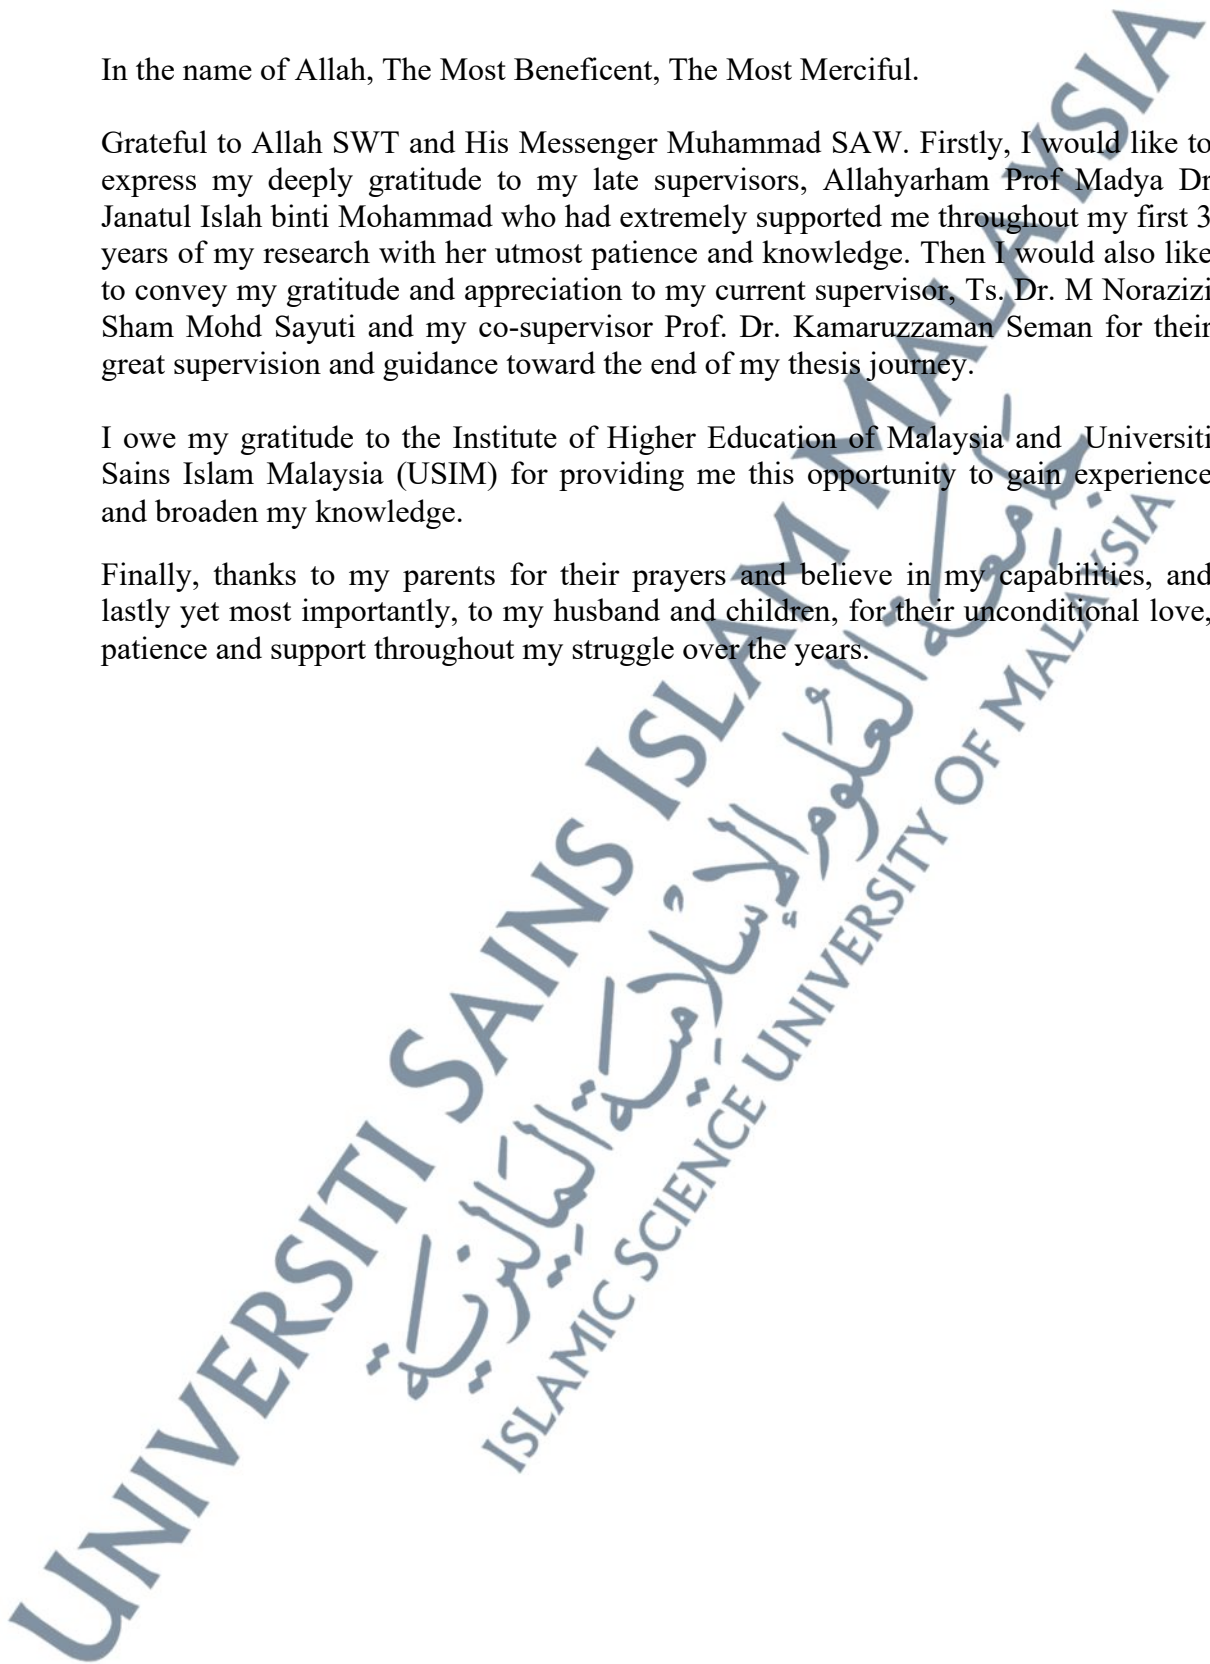 In the name of Allah, The Most Beneficent, The Most Merciful.
Grateful to Allah SWT and His Messenger Muhammad SAW. Firstly, I would like to
express my deeply gratitude to my late supervisors, Allahyarham Prof Madya Dr
Janatul Islah binti Mohammad who had extremely supported me throughout my first 3
years of my research with her utmost patience and knowledge. Then I would also like
to convey my gratitude and appreciation to my current supervisor, Ts. Dr. M Norazizi
Sham Mohd Sayuti and my co-supervisor Prof. Dr. Kamaruzzaman Seman for their
great supervision and guidance toward the end of my thesis journey.
I owe my gratitude to the Institute of Higher Education of Malaysia and Universiti
Sains Islam Malaysia (USIM) for providing me this opportunity to gain experience
and broaden my knowledge.
Finally, thanks to my parents for their prayers and believe in my capabilities, and
lastly yet most importantly, to my husband and children, for their unconditional love,
patience and support throughout my struggle over the years.
UNIVERSITI SAINS ISLAM MALAYSIA
جَامِعَة العُلُوم الإِسْلَامِيَّة المَالِيزِيَّة
ISLAMIC SCIENCE UNIVERSITY OF MALAYSIA